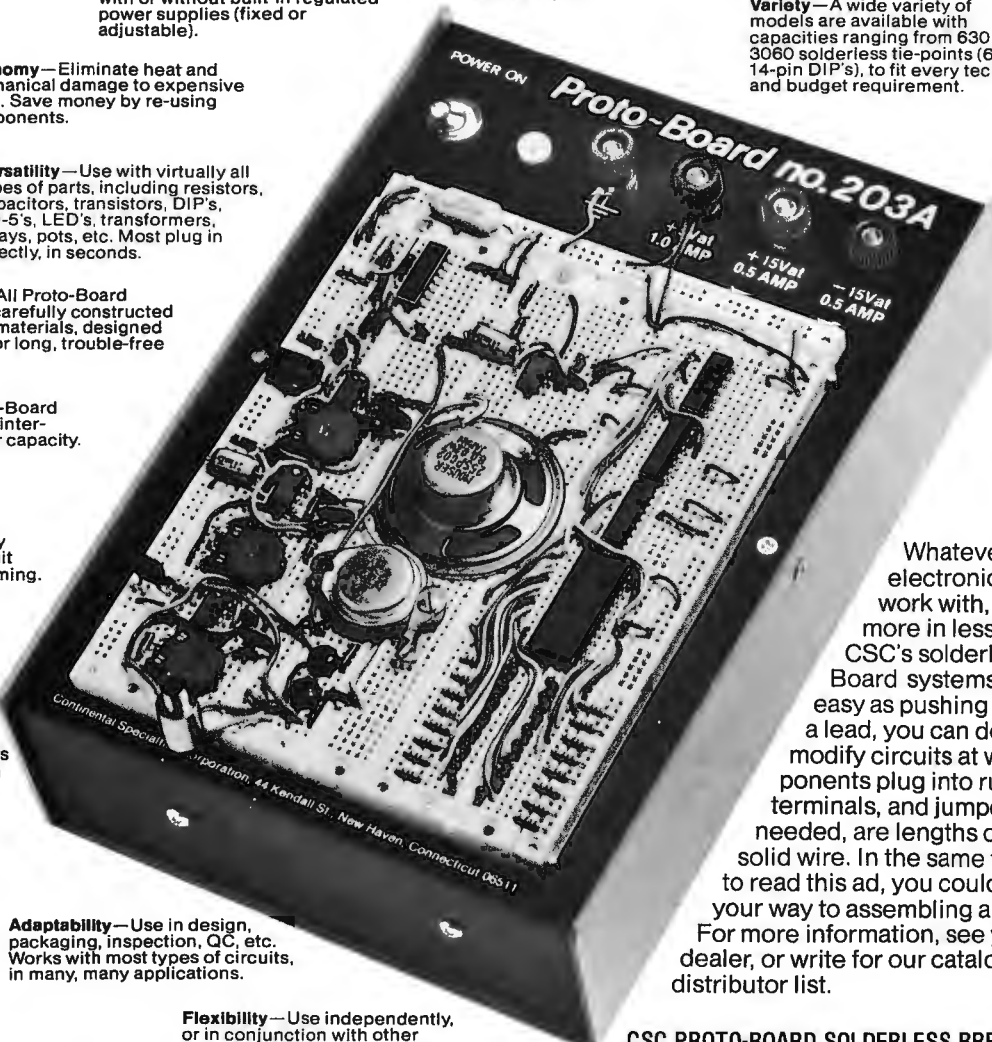 with or without built-in regulated
power supplies (fixed or
adjustable).
Variety—A wide variety of
models are available with
capacities ranging from 630
3060 solderless tie-points (6
14-pin DIP's), to fit every tec
and budget requirement.
nomy—Eliminate heat and
hanical damage to expensive
. Save money by re-using
ponents.
rsatility—Use with virtually all
pes of parts, including resistors,
apacitors, transistors, DIP's,
-5's, LED's, transformers,
ays, pots, etc. Most plug in
ectly, in seconds.
All Proto-Board
carefully constructed
materials, designed
or long, trouble-free
-Board
inter-
r capacity.
y
it
ming.
s
POWER ON
Proto-Board no. 203A
1.0 AMP
+ 15V at
0.5 AMP
— 15V at
0.5 AMP
Continental Speciali rporation, 44 Kendall St., New Haven, Connecticut 06511
Whateve
electronic
work with,
more in less
CSC's solderl
Board systems
easy as pushing
a lead, you can de
modify circuits at w
ponents plug into ru
terminals, and jumpe
needed, are lengths o
solid wire. In the same t
to read this ad, you could
your way to assembling a
For more information, see y
dealer, or write for our catalo
distributor list.
Adaptability—Use in design,
packaging, inspection, QC, etc.
Works with most types of circuits,
in many, many applications.
Flexibility—Use independently,
or in conjunction with other
CSC PROTO-BOARD SOLDERLESS BRE